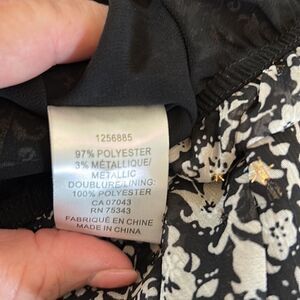 1256885
97% POLYESTER
3% MÉTALLIQUE/
METALLIC
DOUBLURE/LINING:
100% POLYESTER
CA 07043
RN 75343
FABRIQUÉ EN CHINE
MADE IN CHINA